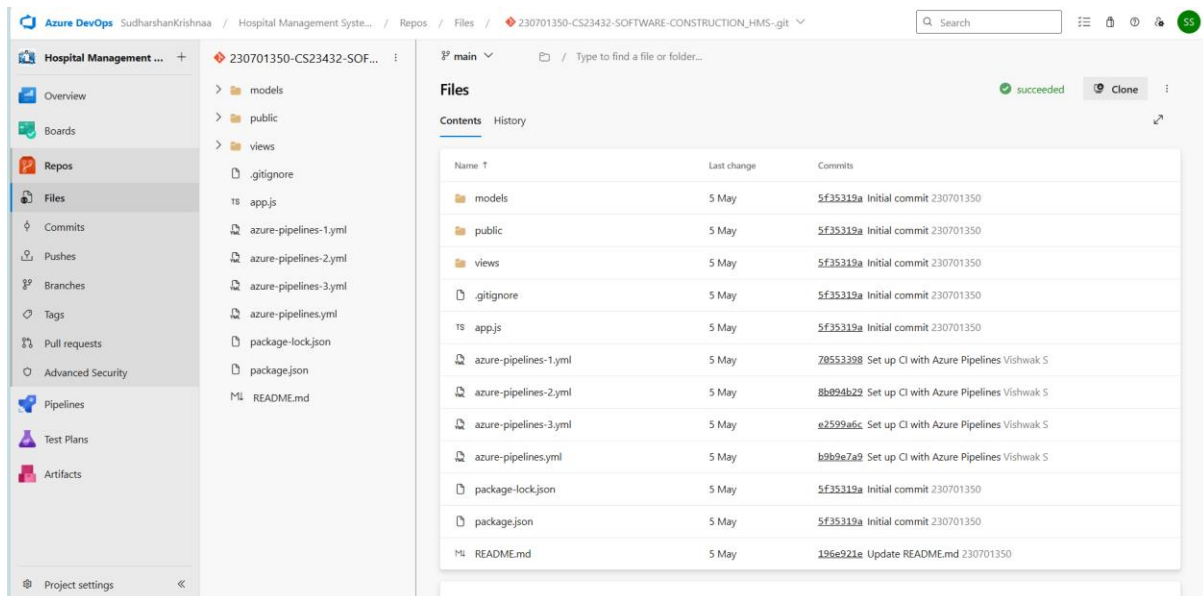 Azure DevOps SudharshanKrishnaa / Hospital Management Syste... / Repos / Files / 230701350-CS23432-SOFTWARE-CONSTRUCTION_HMS-.git
Search
SS
Hospital Management ... +
Overview
Boards
Repos
Files
Commits
Pushes
Branches
Tags
Pull requests
Advanced Security
Pipelines
Test Plans
Artifacts
Project settings
230701350-CS23432-SOF...
models
public
views
.gitignore
TS app.js
azure-pipelines-1.yml
azure-pipelines-2.yml
azure-pipelines-3.yml
azure-pipelines.yml
package-lock.json
package.json
M↓ README.md
main / Type to find a file or folder...
Files
succeeded
Clone
Contents History
Name ↑ Last change Commits
models 5 May 5f35319a Initial commit 230701350
public 5 May 5f35319a Initial commit 230701350
views 5 May 5f35319a Initial commit 230701350
.gitignore 5 May 5f35319a Initial commit 230701350
TS app.js 5 May 5f35319a Initial commit 230701350
azure-pipelines-1.yml 5 May 70553398 Set up CI with Azure Pipelines Vishwak S
azure-pipelines-2.yml 5 May 8b094b29 Set up CI with Azure Pipelines Vishwak S
azure-pipelines-3.yml 5 May e2599a6c Set up CI with Azure Pipelines Vishwak S
azure-pipelines.yml 5 May b9b9e7a9 Set up CI with Azure Pipelines Vishwak S
package-lock.json 5 May 5f35319a Initial commit 230701350
package.json 5 May 5f35319a Initial commit 230701350
M↓ README.md 5 May 196e921e Update README.md 230701350